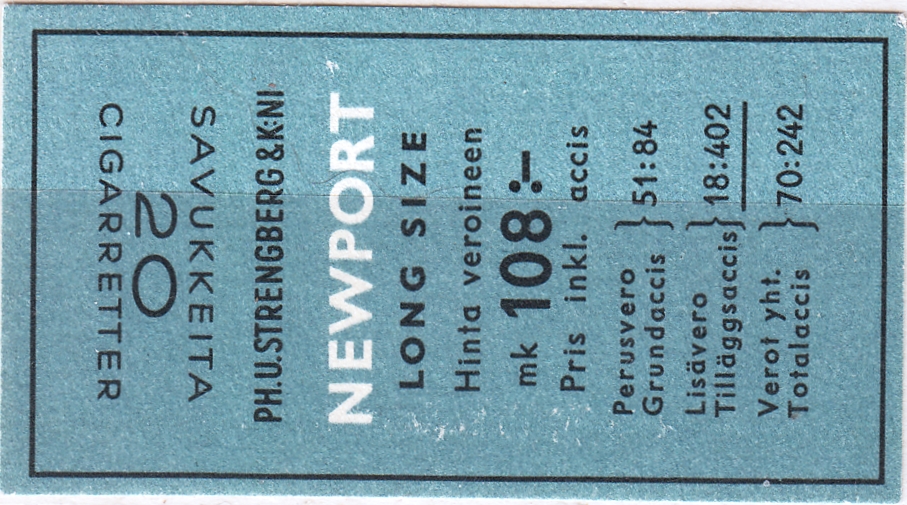 SAVUKKEITA
20
CIGARRETTER
PH.U.STRENGBERG & K:NI
NEWPORT
LONG SIZE
Hinta veroineen
mk 108:–
Pris inkl. accis
Perusvero
Grundaccis } 51:84
Lisävero
Tilläggsaccis } 18:402
Verot yht.
Totalaccis } 70:242